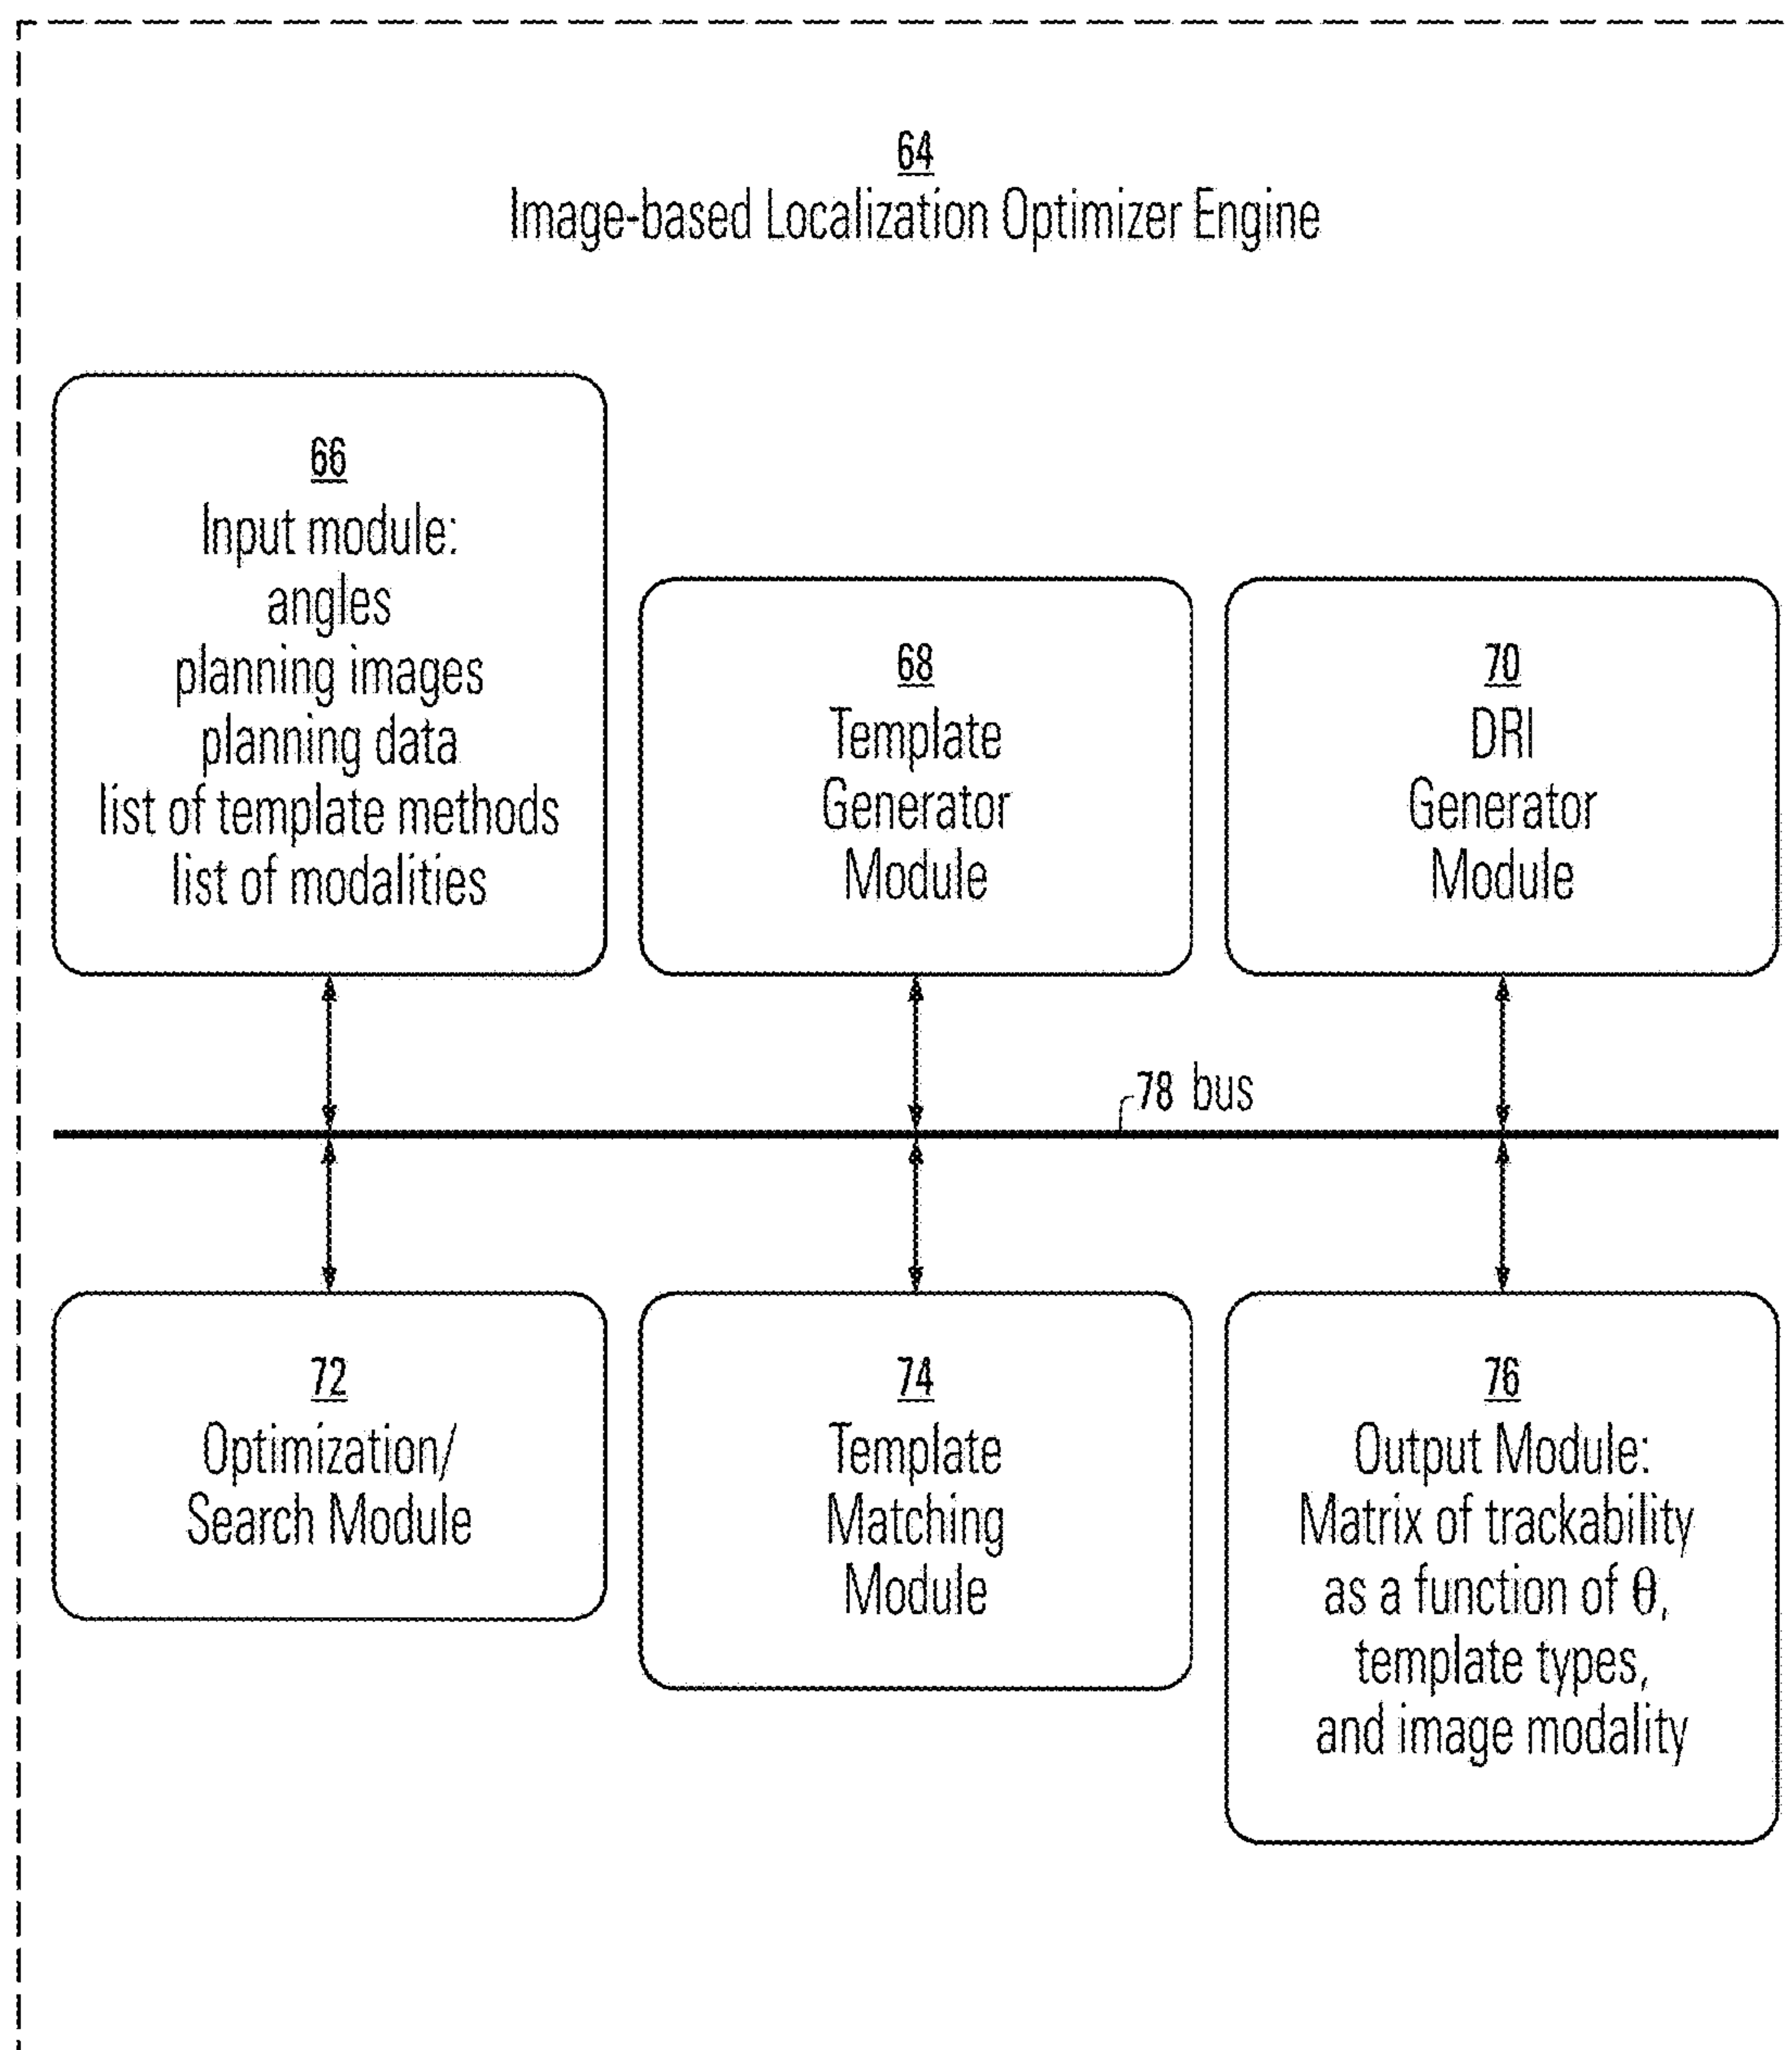 64
Image-based Localization Optimizer Engine
66
Input module:
angles
planning images
planning data
list of template methods
list of modalities
68
Template
Generator
Module
70
DRI
Generator
Module
78 bus
72
Optimization/
Search Module
74
Template
Matching
Module
76
Output Module:
Matrix of trackability
as a function of θ,
template types,
and image modality